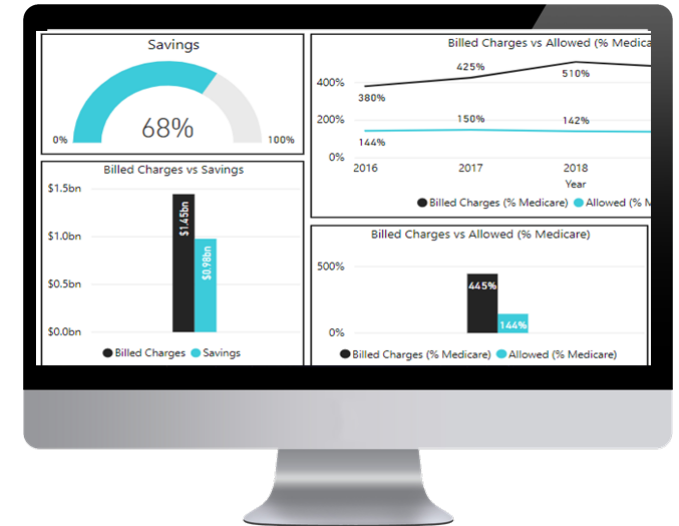 Savings
68%
0%
100%
Billed Charges vs Savings
$1.5bn
$1.0bn
$0.5bn
$0.0bn
$1.45bn
$0.98bn
Billed Charges Savings
Billed Charges vs Allowed (% Medica
400%
200%
0%
380%
425%
510%
144%
150%
142%
2016 2017 2018
Year
Billed Charges (% Medicare) Allowed (% M
Billed Charges vs Allowed (% Medicare)
500%
0%
445%
144%
Billed Charges (% Medicare) Allowed (% Medicare)